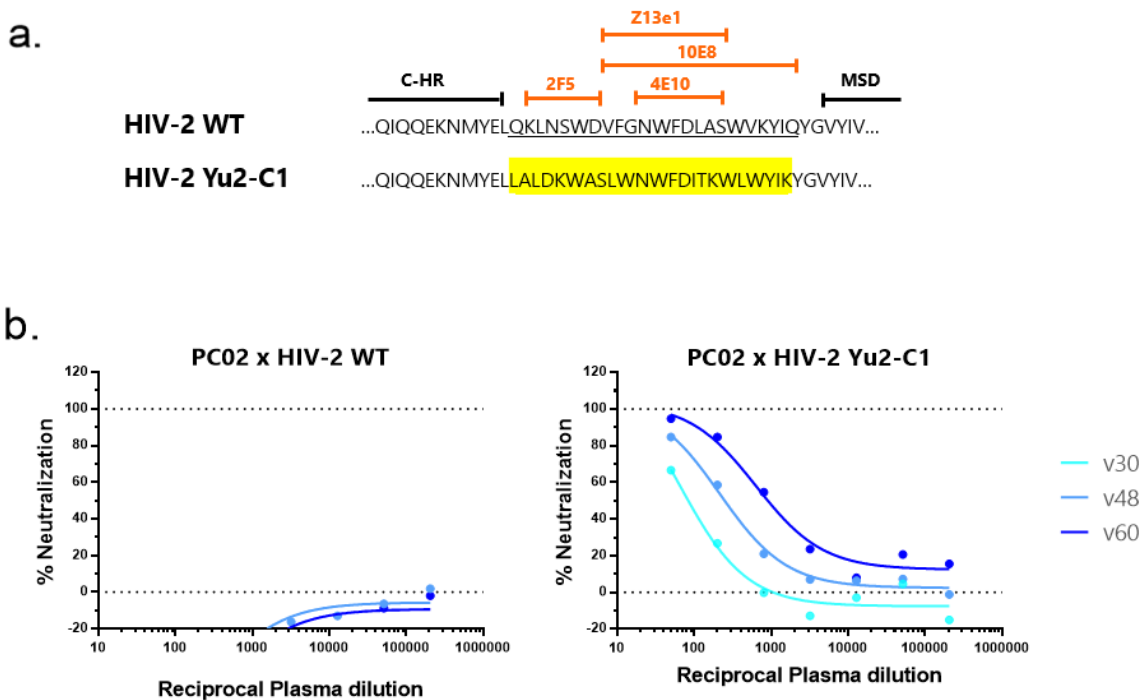 a.
Z13e1
10E8
C-HR
2F5
4E10
MSD
HIV-2 WT
...QIQQEKNMYELQKLNSWDVFGNWFDLASWVKYIQYGVYIV...
HIV-2 Yu2-C1
...QIQQEKNMYELLALDKWASLWNWFDITKWLWYIKYGVYIV...
b.
PC02 x HIV-2 WT
120
100
80
60
40
20
0
-20
% Neutralization
10
100
1000
10000
100000
1000000
Reciprocal Plasma dilution
PC02 x HIV-2 Yu2-C1
120
100
80
60
40
20
0
-20
% Neutralization
10
100
1000
10000
100000
1000000
Reciprocal Plasma dilution
v30
v48
v60